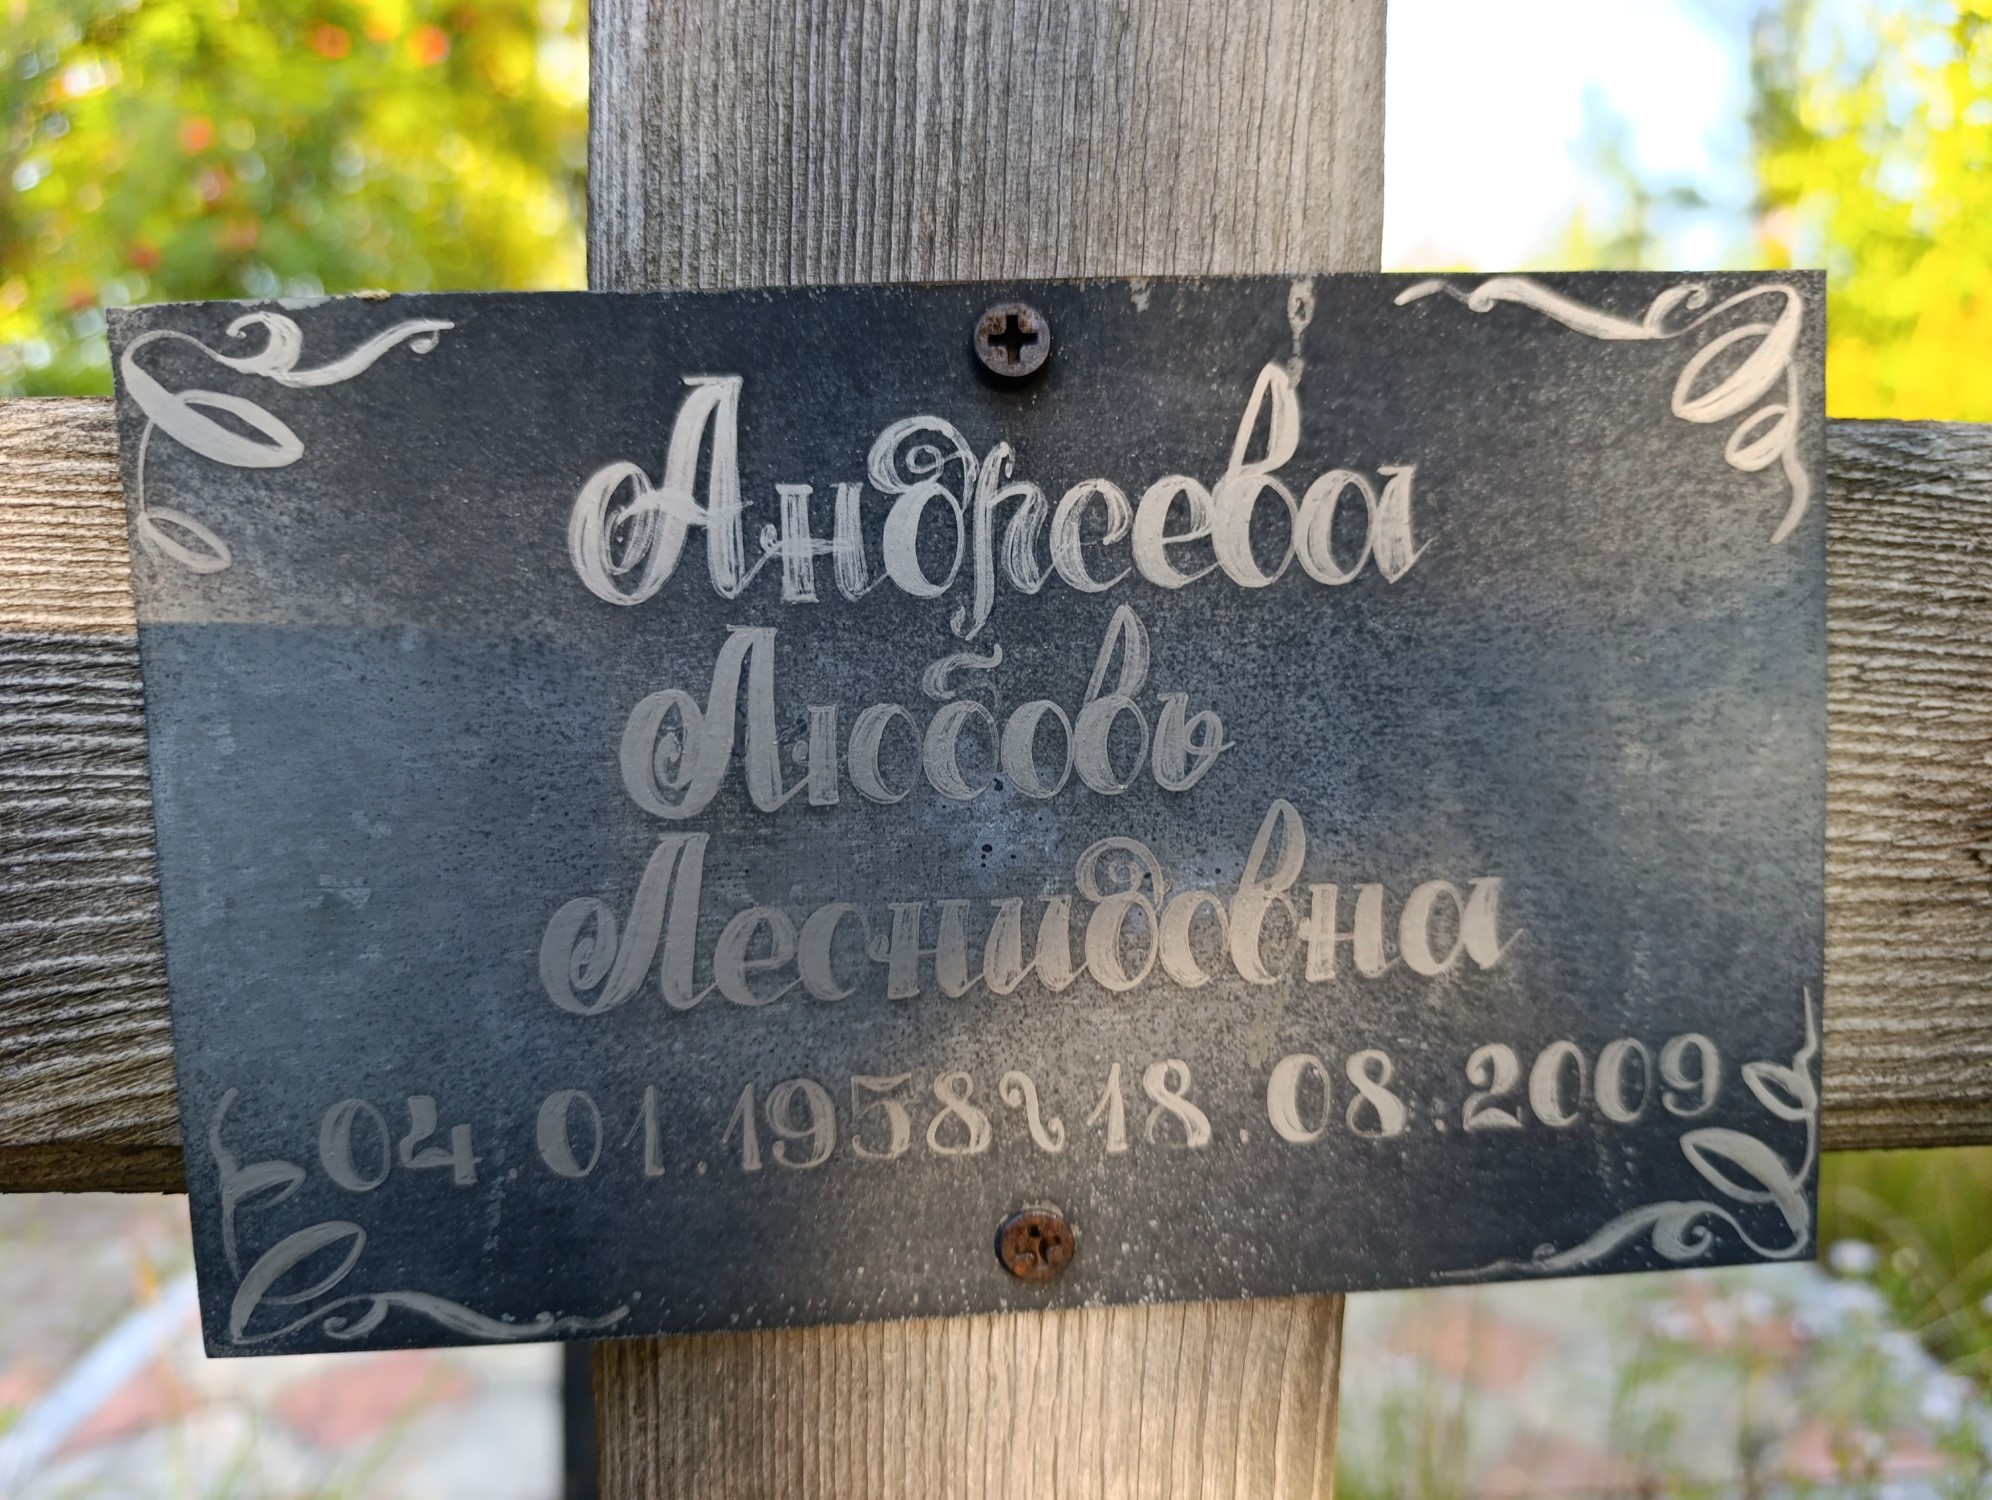 Андреева
Любовь
Леонидовна
04.01.1958 ~ 18.08.2009